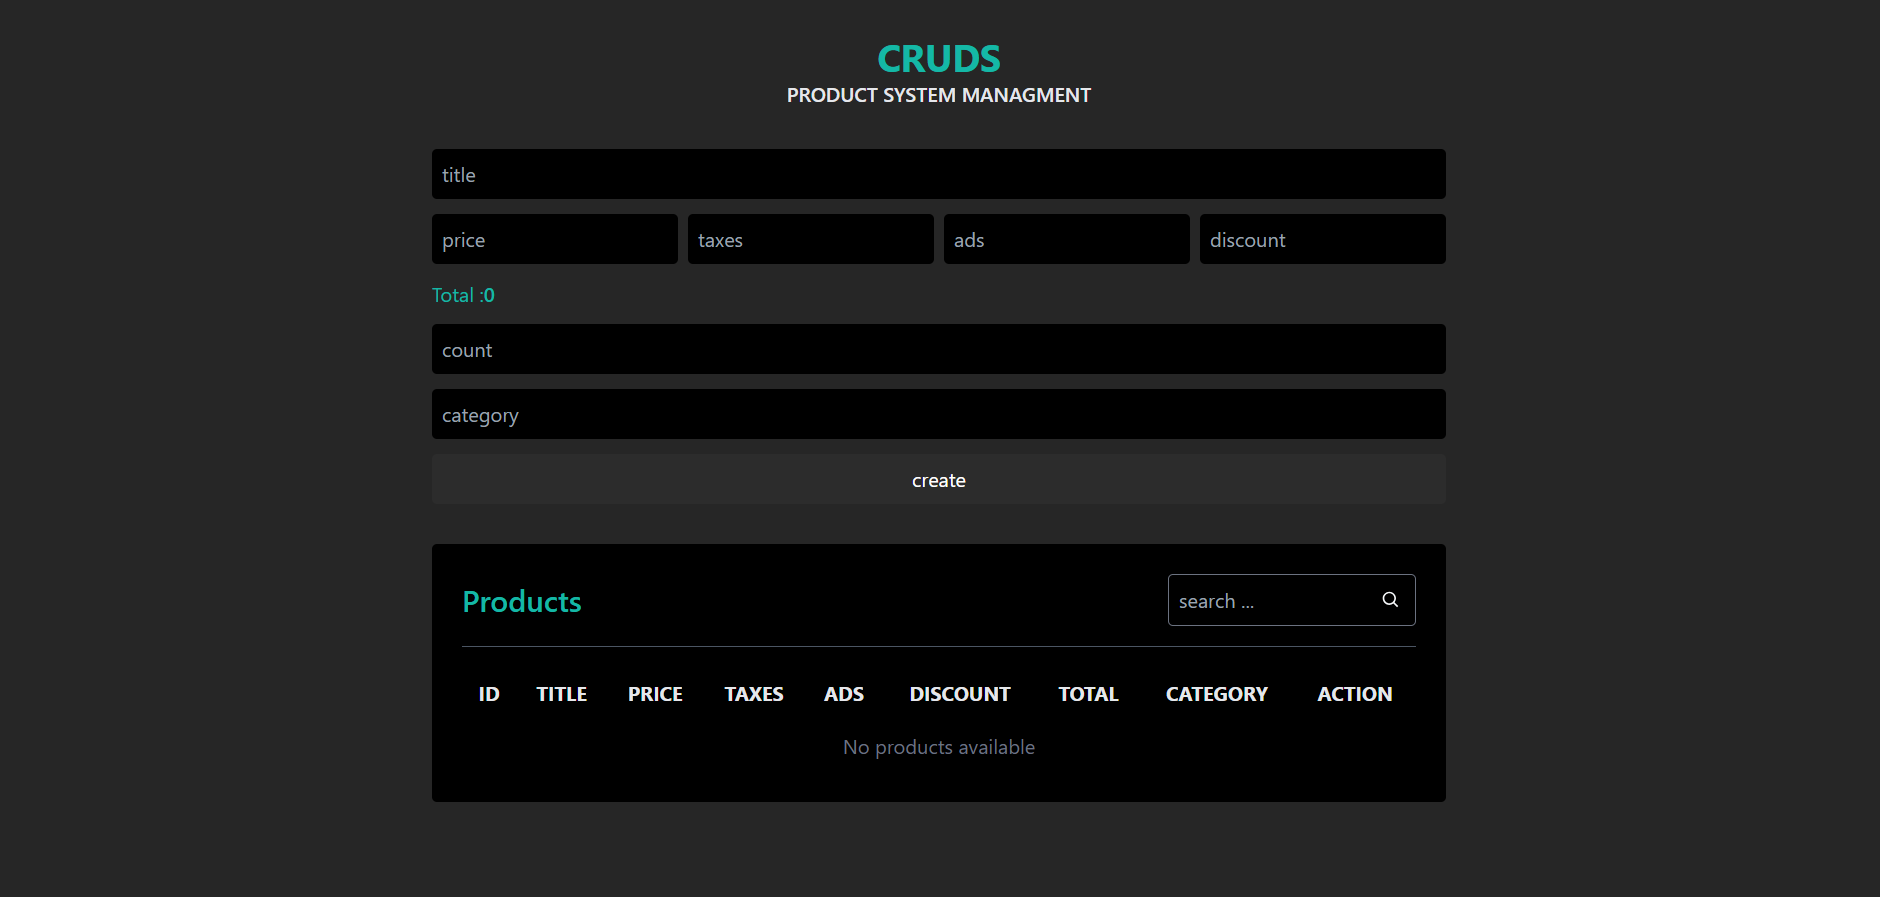 CRUDS
PRODUCT SYSTEM MANAGMENT
title
price taxes ads discount
Total :0
count
category
create
Products search ...
ID TITLE PRICE TAXES ADS DISCOUNT TOTAL CATEGORY ACTION
No products available